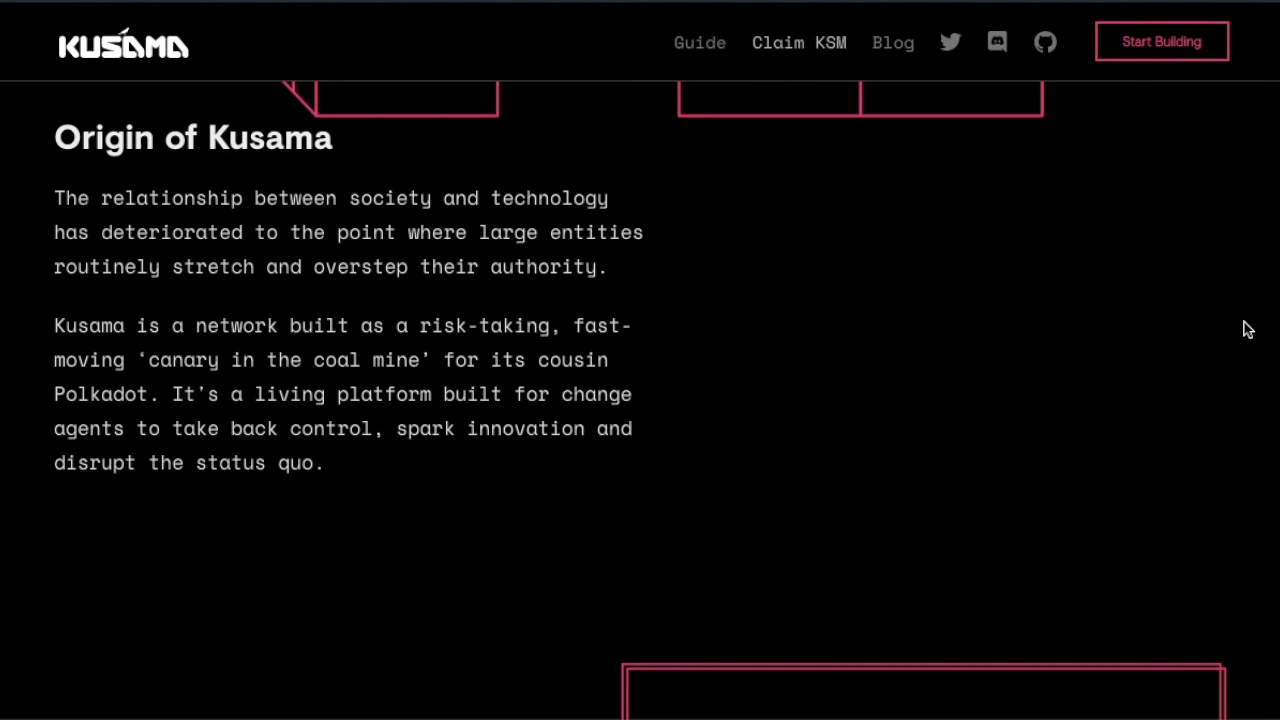 KUSAMA
Guide
Claim KSM
Blog
Start Building
Origin of Kusama
The relationship between society and technology
has deteriorated to the point where large entities
routinely stretch and overstep their authority.
Kusama is a network built as a risk-taking, fast-
moving ‘canary in the coal mine’ for its cousin
Polkadot. It's a living platform built for change
agents to take back control, spark innovation and
disrupt the status quo.